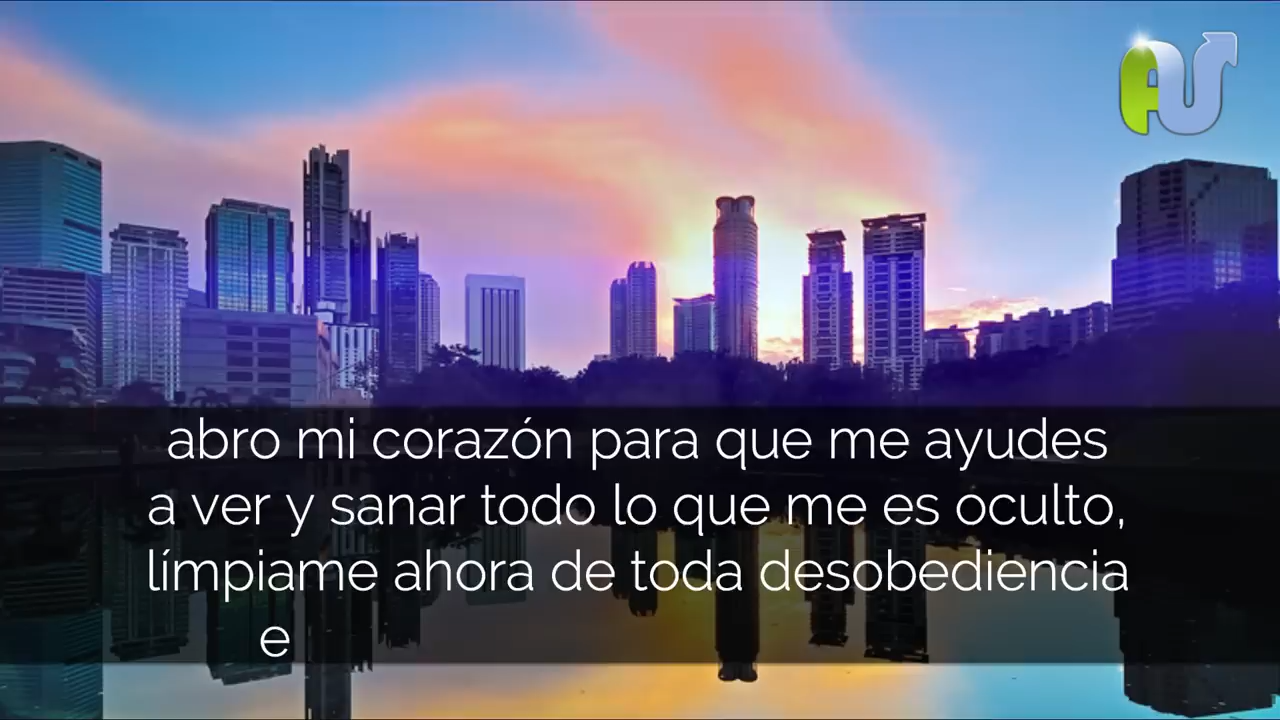 AU
abro mi corazón para que me ayudes
a ver y sanar todo lo que me es oculto,
límpiame ahora de toda desobediencia
e